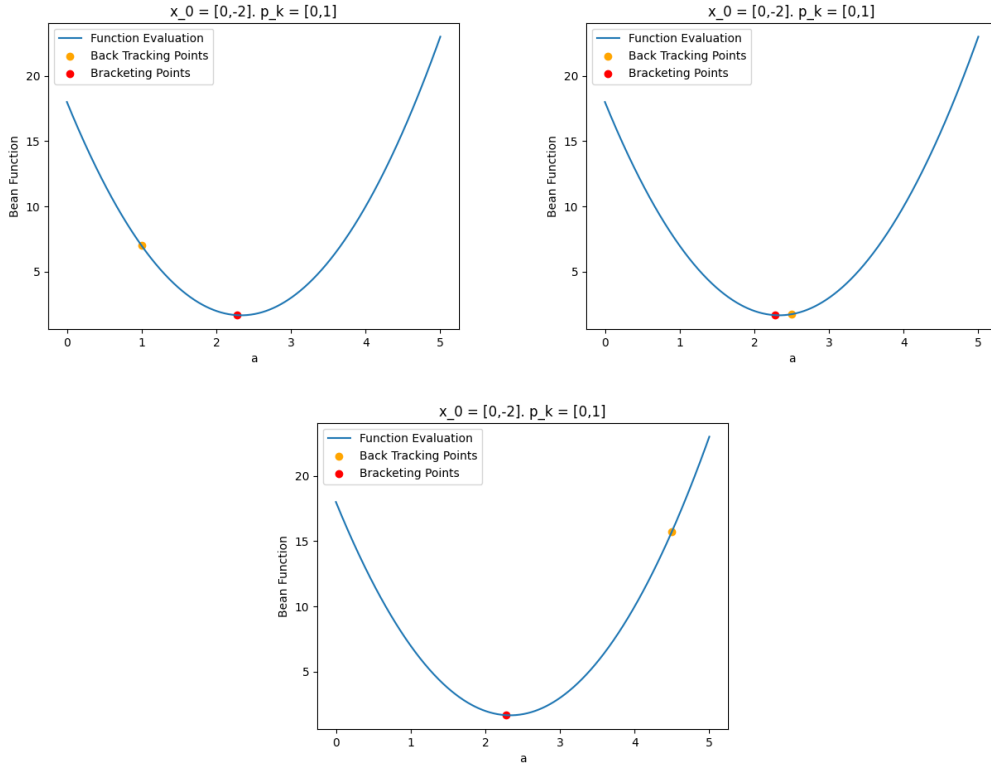 x_0 = [0,-2]. p_k = [0,1]
Function Evaluation
Back Tracking Points
Bracketing Points
20
15
10
5
Bean Function
0 1 2 3 4 5
a
x_0 = [0,-2]. p_k = [0,1]
Function Evaluation
Back Tracking Points
Bracketing Points
20
15
10
5
Bean Function
0 1 2 3 4 5
a
x_0 = [0,-2]. p_k = [0,1]
Function Evaluation
Back Tracking Points
Bracketing Points
20
15
10
5
Bean Function
0 1 2 3 4 5
a